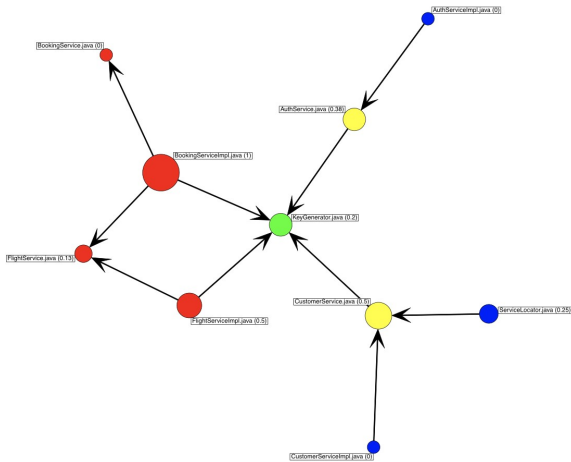 AuthServiceImpl.java (0)
BookingService.java (0)
AuthService.java (0.38)
BookingServiceImpl.java (1)
KeyGenerator.java (0.2)
FlightService.java (0.13)
CustomerService.java (0.5)
ServiceLocator.java (0.25)
FlightServiceImpl.java (0.5)
CustomerServiceImpl.java (0)